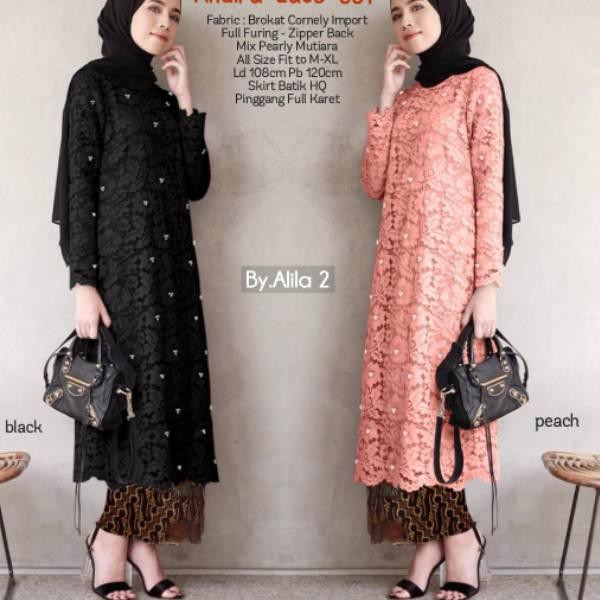 Fabric : Brokat Cornely Import
Full Furing - Zipper Back
Mix Pearly Mutiara
All Size Fit to M-XL
Ld 108cm Pb 120cm
Skirt Batik HQ
Pinggang Full Karet
By.Alila 2
black
peach